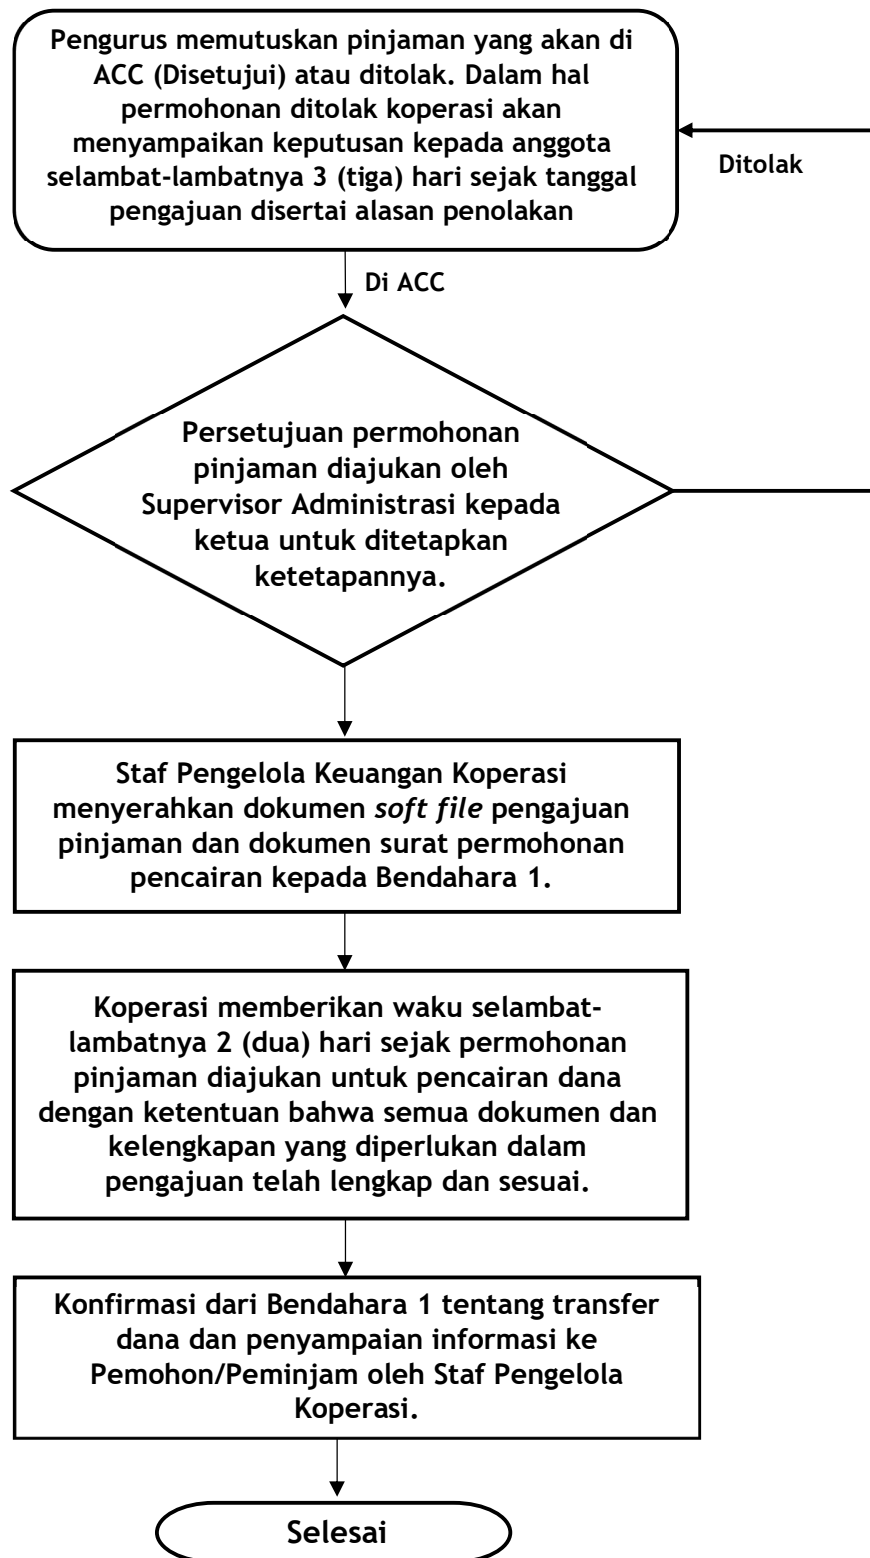 Pengurus memutuskan pinjaman yang akan di
ACC (Disetujui) atau ditolak. Dalam hal
permohonan ditolak koperasi akan
menyampaikan keputusan kepada anggota
selambat-lambatnya 3 (tiga) hari sejak tanggal
pengajuan disertai alasan penolakan
Ditolak
Di ACC
Persetujuan permohonan
pinjaman diajukan oleh
Supervisor Administrasi kepada
ketua untuk ditetapkan
ketetapannya.
Staf Pengelola Keuangan Koperasi
menyerahkan dokumen soft file pengajuan
pinjaman dan dokumen surat permohonan
pencairan kepada Bendahara 1.
Koperasi memberikan waku selambat-
lambatnya 2 (dua) hari sejak permohonan
pinjaman diajukan untuk pencairan dana
dengan ketentuan bahwa semua dokumen dan
kelengkapan yang diperlukan dalam
pengajuan telah lengkap dan sesuai.
Konfirmasi dari Bendahara 1 tentang transfer
dana dan penyampaian informasi ke
Pemohon/Peminjam oleh Staf Pengelola
Koperasi.
Selesai